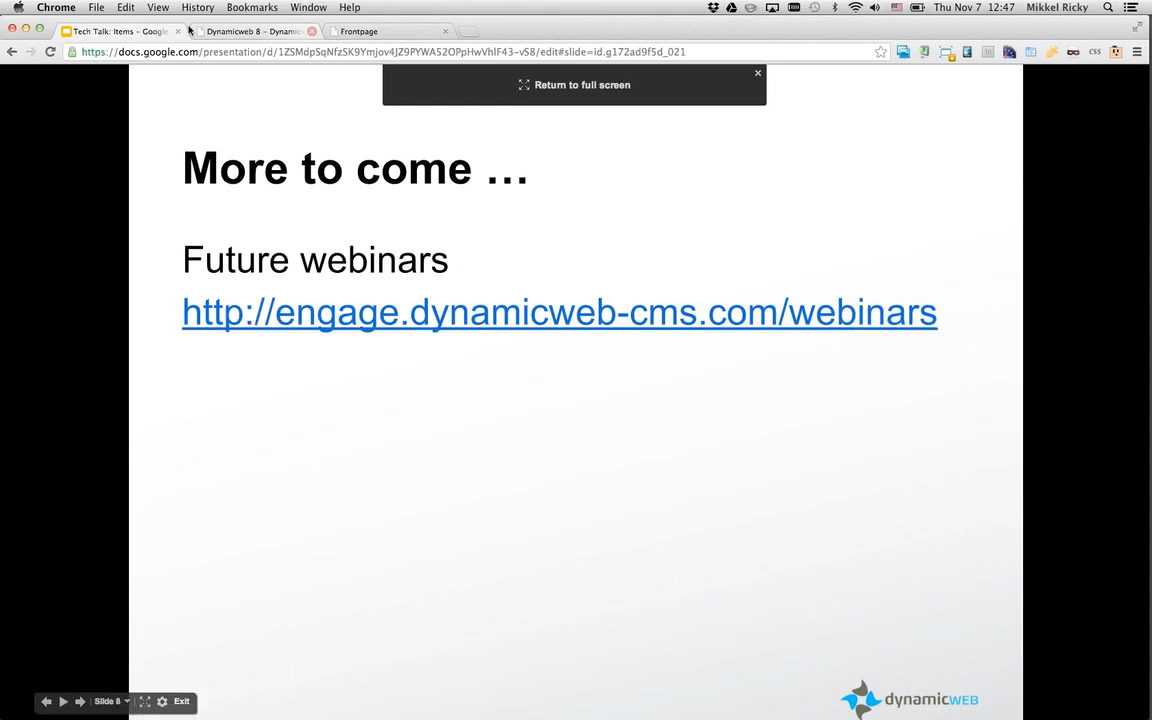 Chrome File Edit View History Bookmarks Window Help Thu Nov 7 12:47 Mikkel Ricky
Tech Talk: Items – Google Dynamicweb 8 – Dynamic Frontpage
https://docs.google.com/presentation/d/1ZSMdpSqNfzSK9Ymjov4JZ9PYWA52OPpHwVhlF43-vS8/edit#slide=id.g172ad9f5d_021 CSS
Return to full screen
More to come …
Future webinars
http://engage.dynamicweb-cms.com/webinars
Slide 8 Exit
dynamicWEB